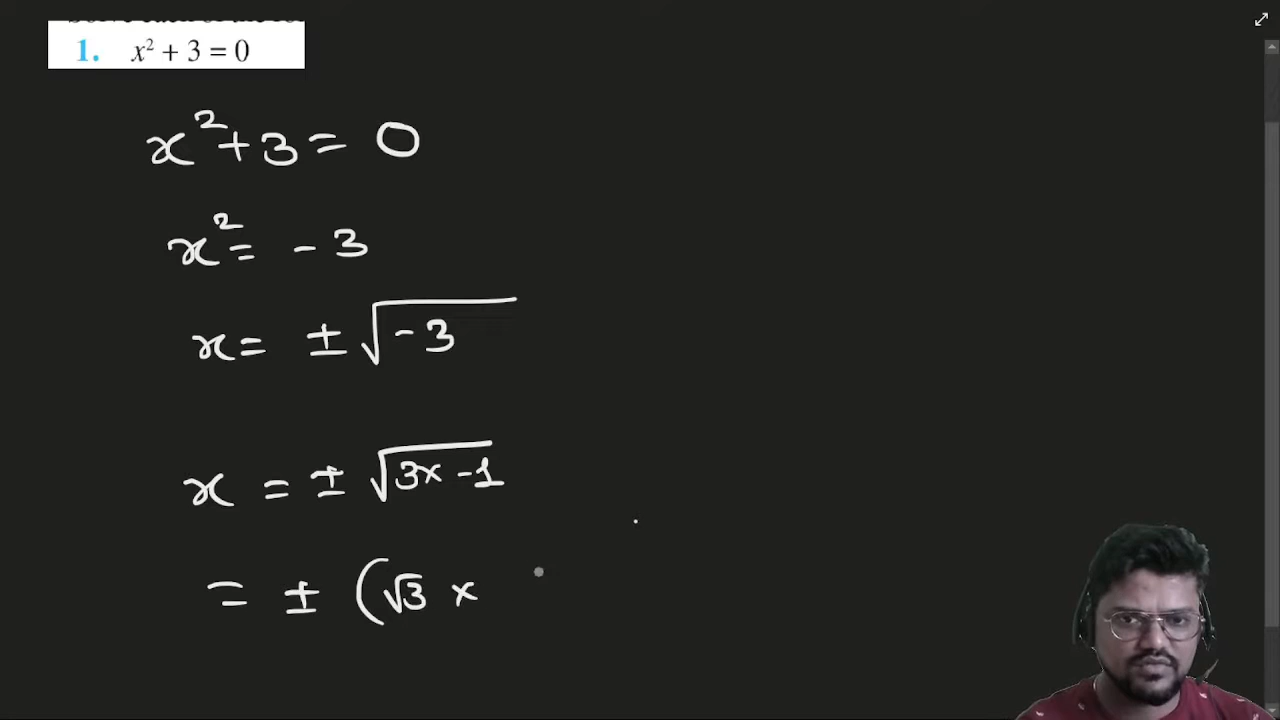 1. x² + 3 = 0
x² + 3 = 0
x² = - 3
x = ± √-3
x = ± √3x -1
= ± (√3 x